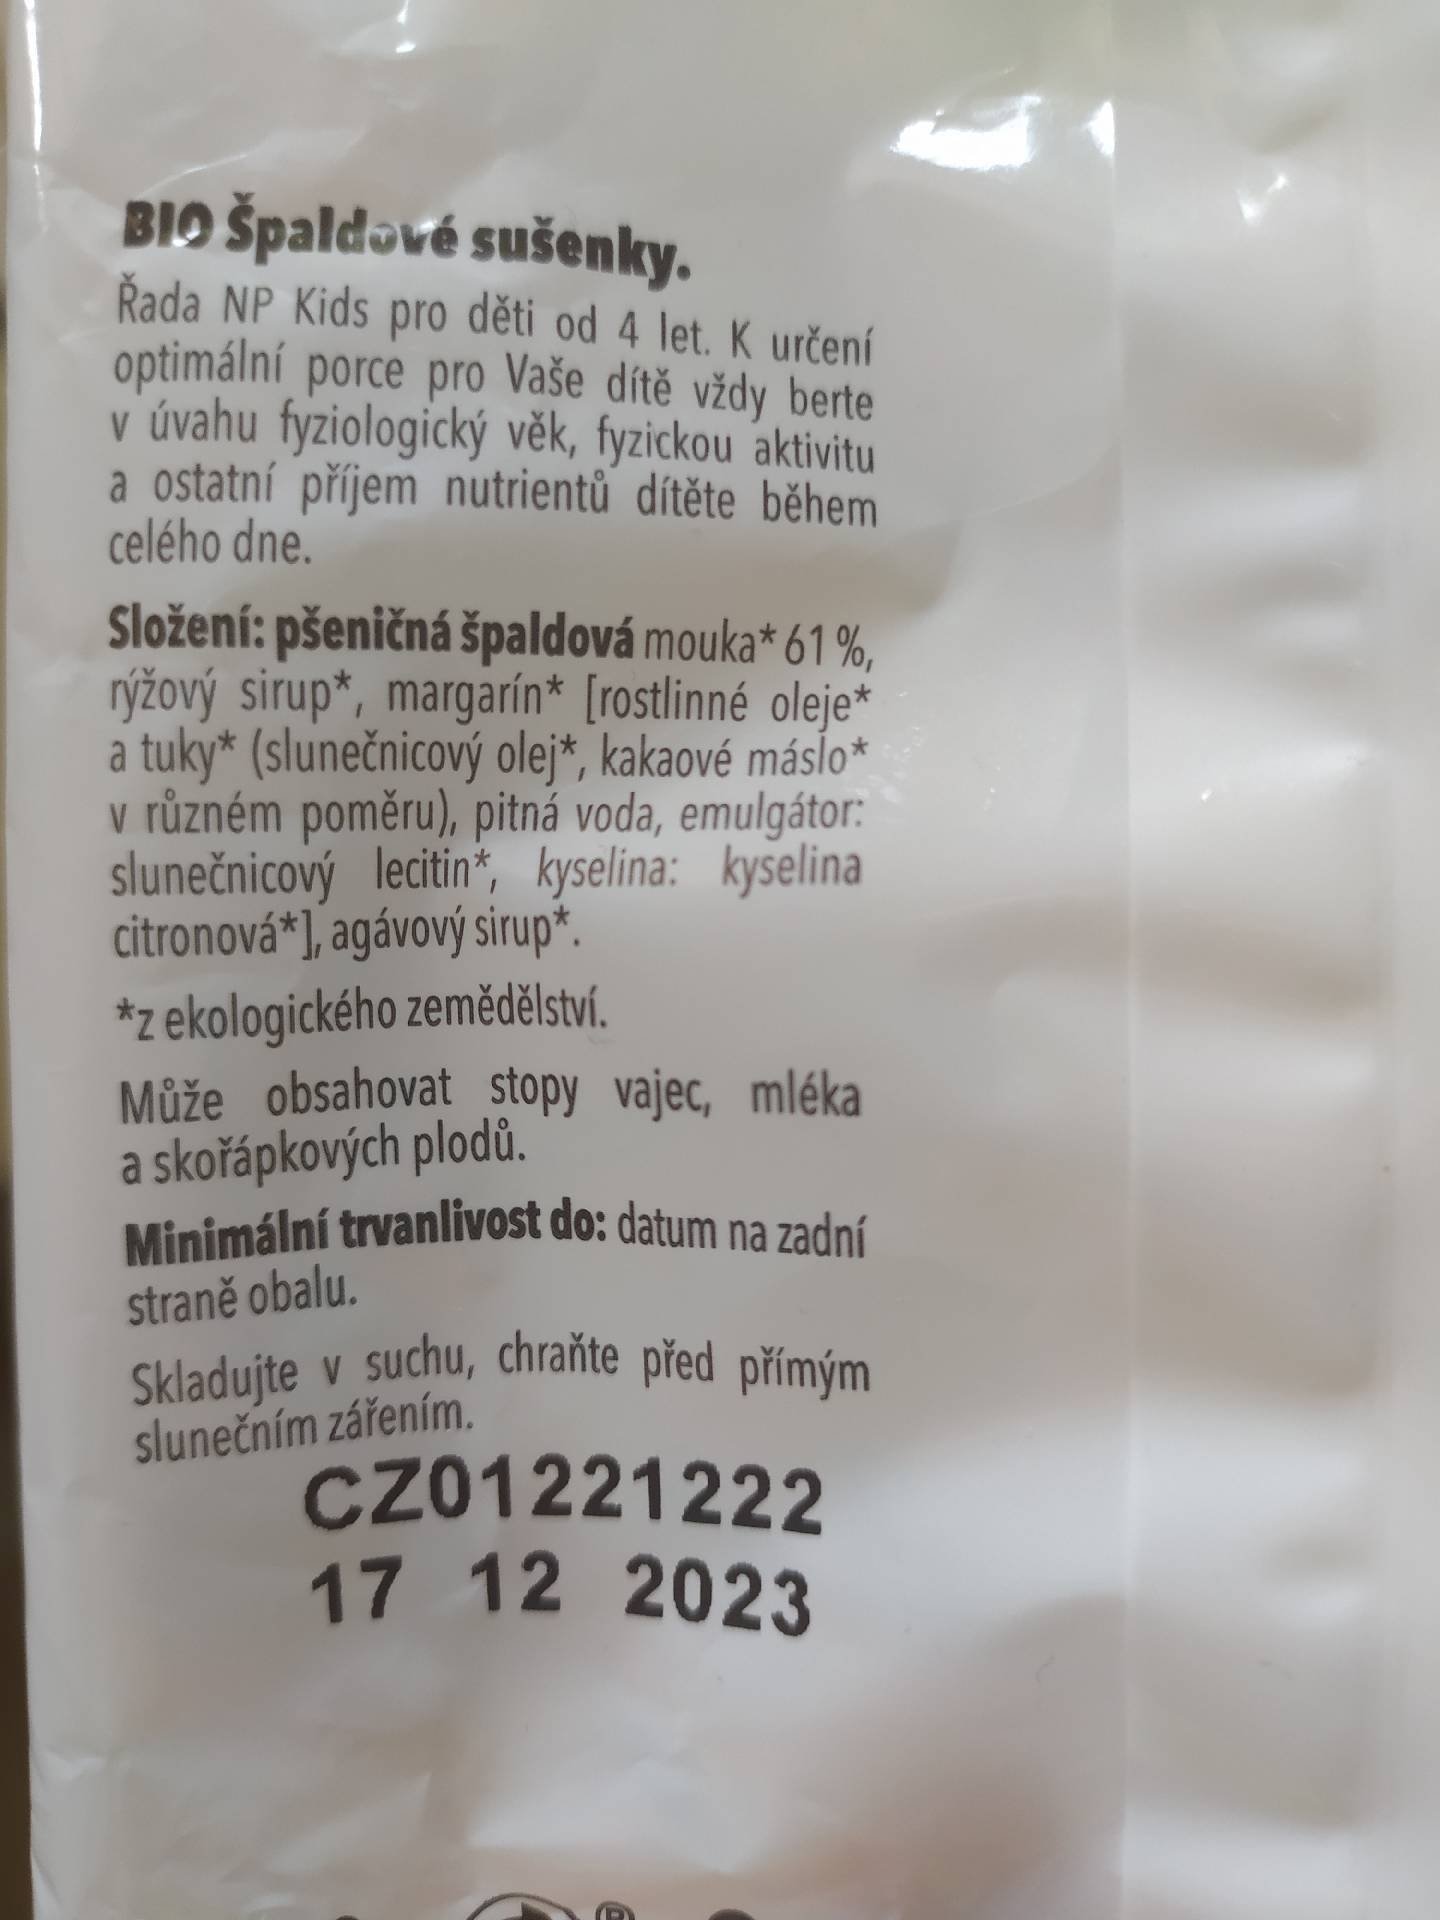 BIO Špaldové sušenky.
Řada NP Kids pro děti od 4 let. K určení
optimální porce pro Vaše dítě vždy berte
v úvahu fyziologický věk, fyzickou aktivitu
a ostatní příjem nutrientů dítěte během
celého dne.
Složení: pšeničná špaldová mouka* 61 %,
rýžový sirup*, margarín* [rostlinné oleje*
a tuky* (slunečnicový olej*, kakaové máslo*
v různém poměru), pitná voda, emulgátor:
slunečnicový lecitin*, kyselina: kyselina
citronová*], agávový sirup*.
*z ekologického zemědělství.
Může obsahovat stopy vajec, mléka
a skořápkových plodů.
Minimální trvanlivost do: datum na zadní
straně obalu.
Skladujte v suchu, chraňte před přímým
slunečním zářením.
CZ01221222
17 12 2023
®